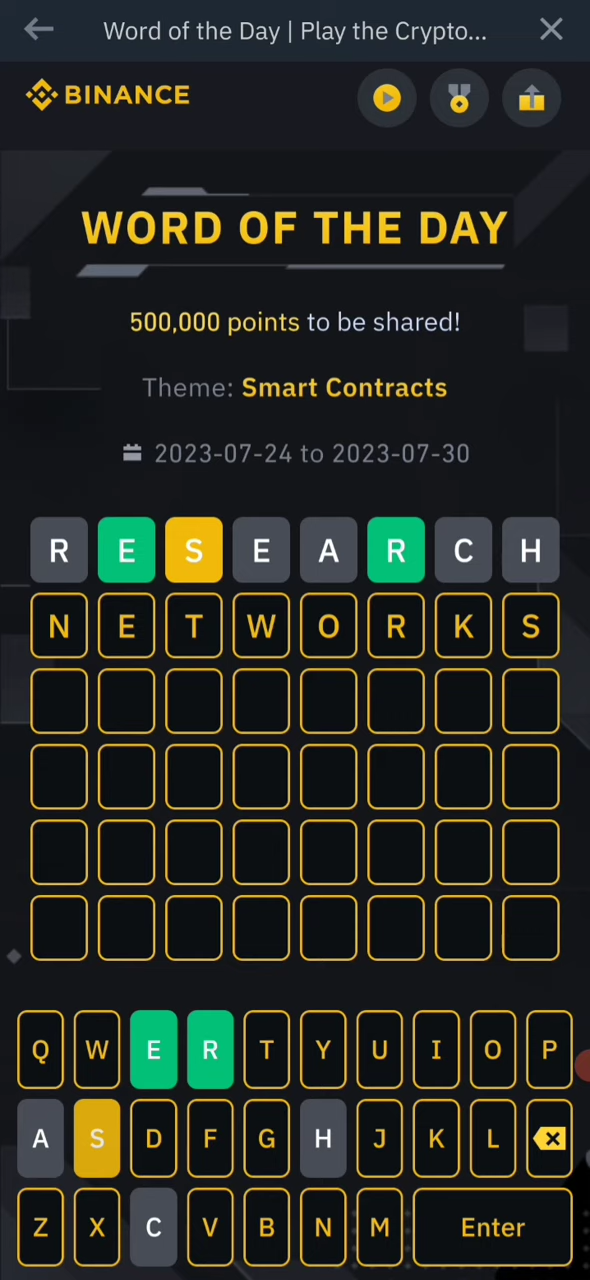 Word of the Day | Play the Crypto...
BINANCE
WORD OF THE DAY
500,000 points to be shared!
Theme: Smart Contracts
2023-07-24 to 2023-07-30
R E S E A R C H
N E T W O R K S
Q W E R T Y U I O P
A S D F G H J K L
Z X C V B N M Enter